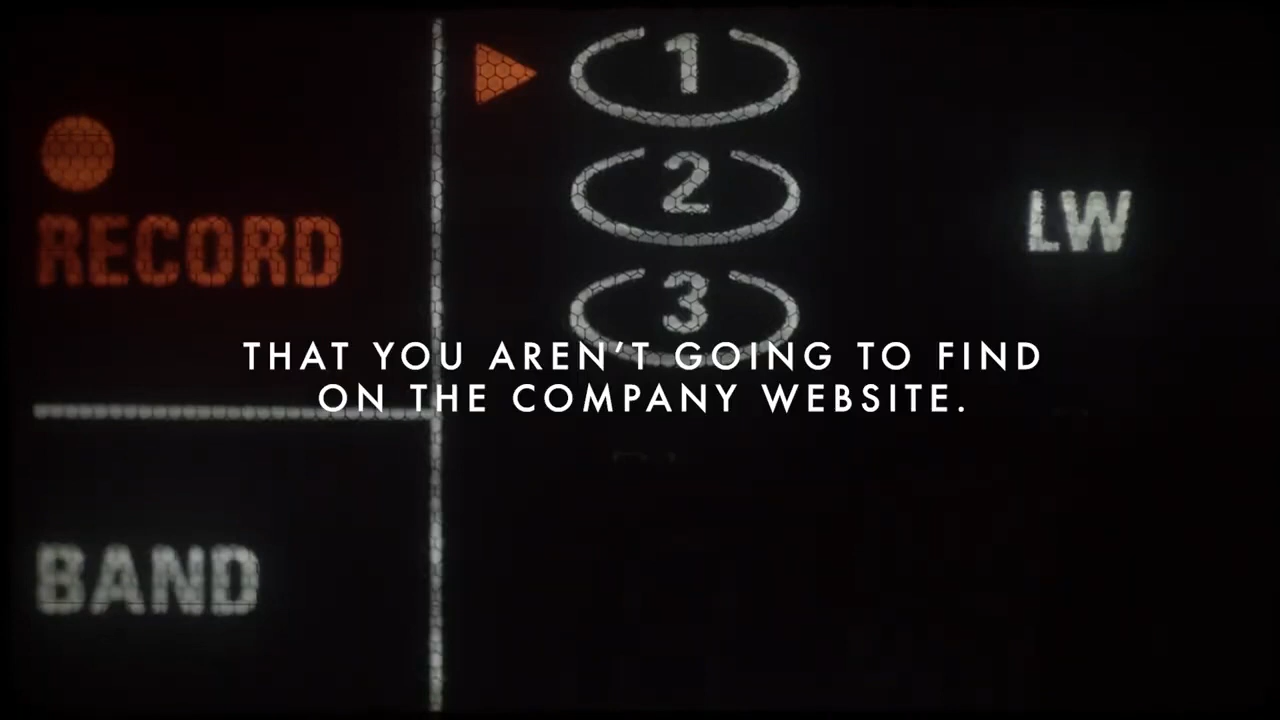 1
2
RECORD
LW
3
THAT YOU AREN'T GOING TO FIND
ON THE COMPANY WEBSITE.
BAND